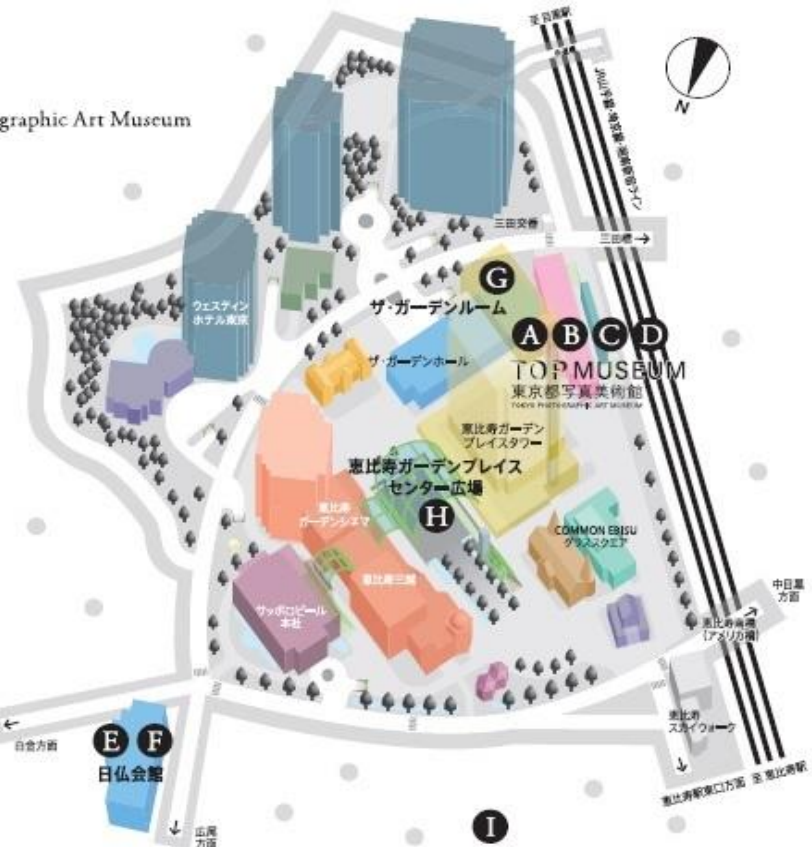 至 目黒駅
N
graphic Art Museum
三田交番
三田橋
G
ザ・ガーデンルーム
ウェスティン
ホテル東京
A B C D
ザ・ガーデンホール
TOP MUSEUM
東京都写真美術館
TOKYO PHOTOGRAPHIC ART MUSEUM
恵比寿ガーデン
プレイスタワー
恵比寿ガーデンプレイス
センター広場
H
恵比寿
ガーデンシネマ
COMMON EBISU
グラススクエア
恵比寿三越
中目黒
方面
サッポロビール
本社
恵比寿南橋
(アメリカ橋)
恵比寿
スカイウォーク
白金方面
E F
日仏会館
恵比寿駅東口方面
至 恵比寿駅
広尾
方面
I